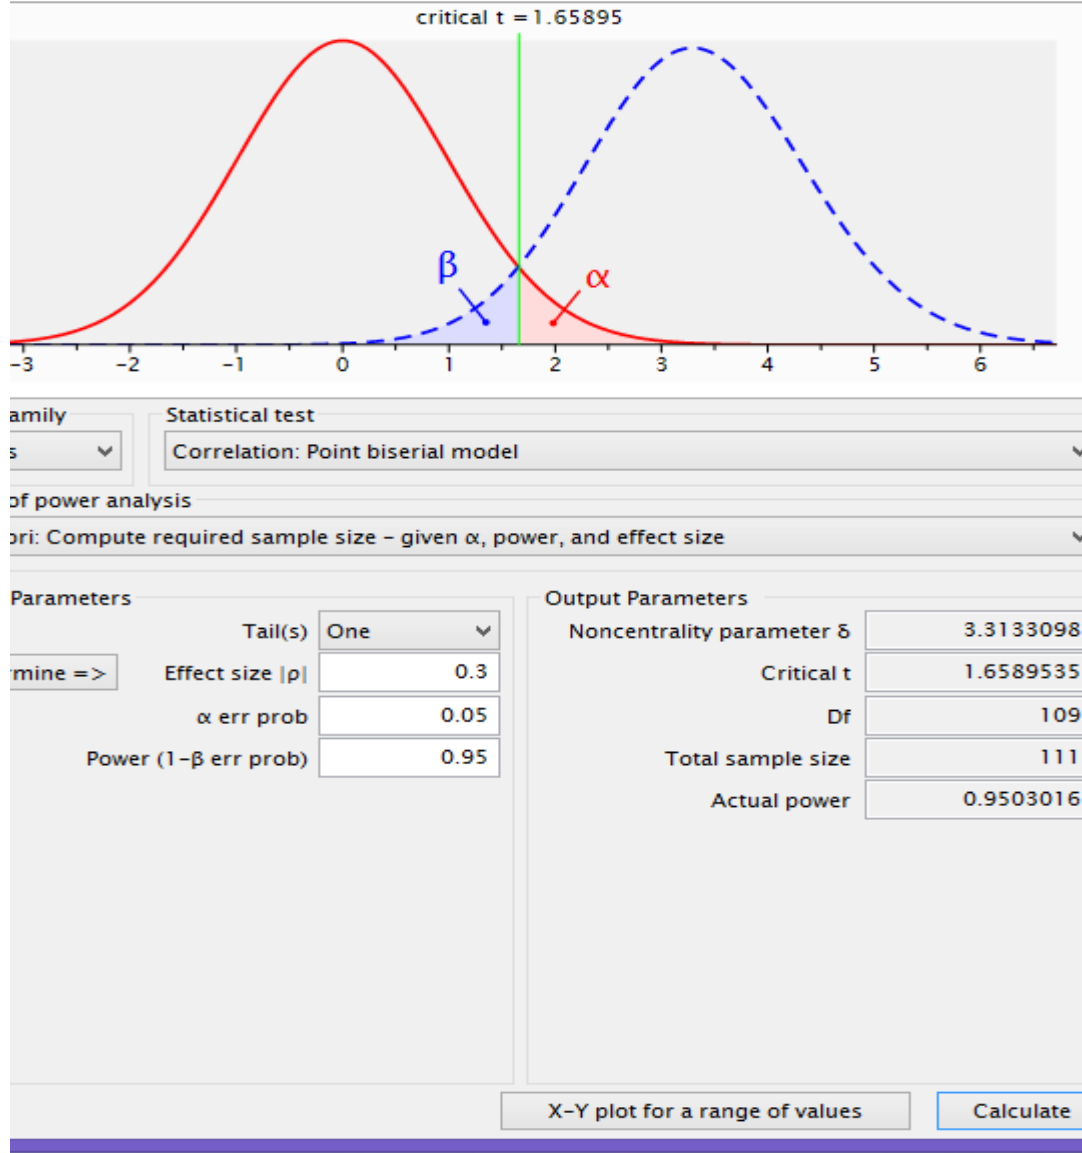 critical t = 1.65895
β
α
-3 -2 -1 0 1 2 3 4 5 6
amily
Statistical test
s
Correlation: Point biserial model
of power analysis
ori: Compute required sample size – given α, power, and effect size
Parameters
Output Parameters
Tail(s) One
Noncentrality parameter δ 3.3133098
rmine => Effect size |ρ| 0.3
Critical t 1.6589535
α err prob 0.05
Df 109
Power (1-β err prob) 0.95
Total sample size 111
Actual power 0.9503016
X-Y plot for a range of values
Calculate